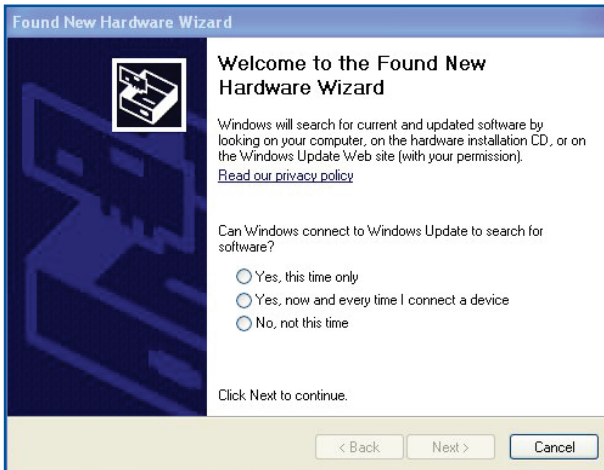 Found New Hardware Wizard
Welcome to the Found New
Hardware Wizard
Windows will search for current and updated software by
looking on your computer, on the hardware installation CD, or on
the Windows Update Web site (with your permission).
Read our privacy policy
Can Windows connect to Windows Update to search for
software?
Yes, this time only
Yes, now and every time I connect a device
No, not this time
Click Next to continue.
< Back Next > Cancel